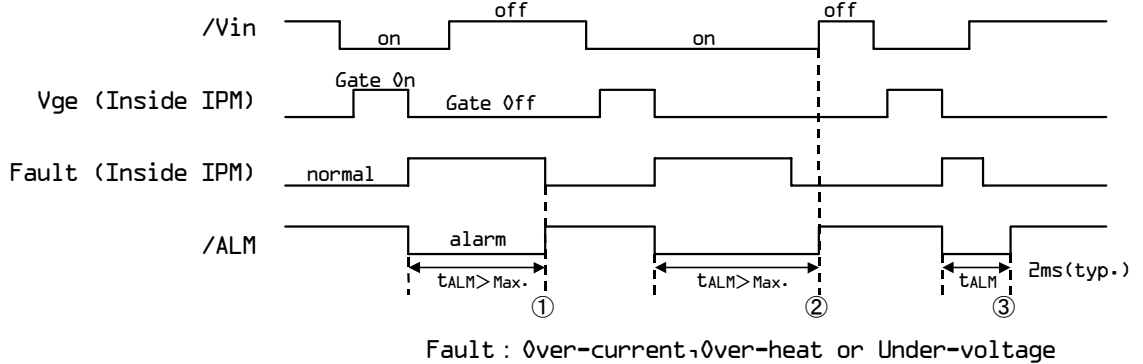 off off
/Vin on on
Gate On
Vge (Inside IPM) Gate Off
Fault (Inside IPM) normal
/ALM alarm
tALM>Max. tALM>Max. tALM 2ms(typ.)
① ② ③
Fault : Over-current,Over-heat or Under-voltage